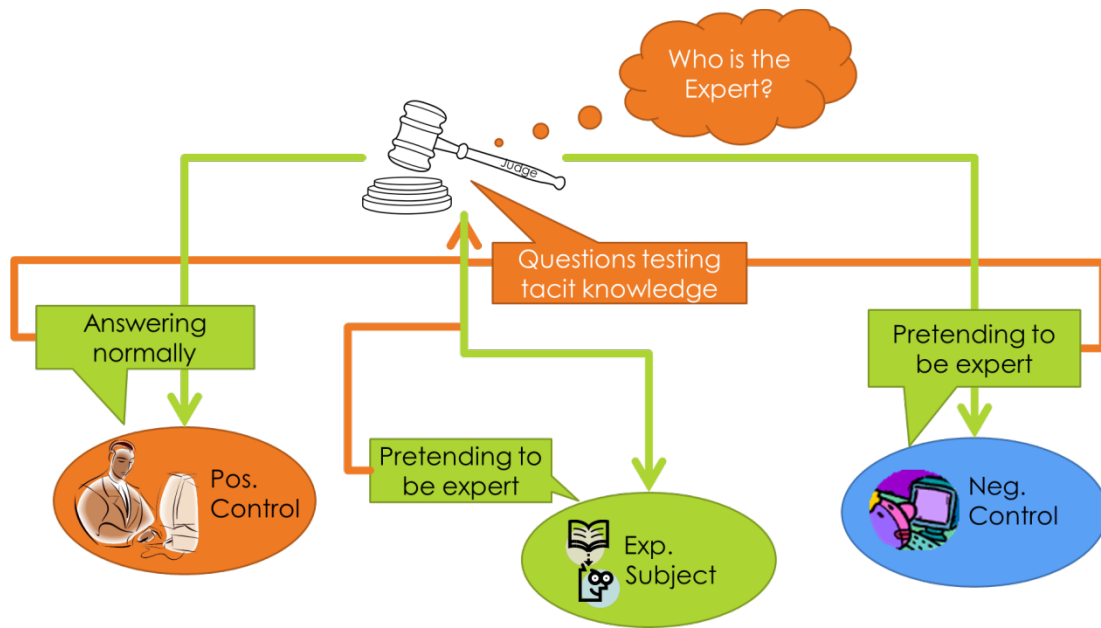 Who is the
Expert?
Judge
Questions testing
tacit knowledge
Answering
normally
Pretending to
be expert
Pretending to
be expert
Pos.
Control
Exp.
Subject
Neg.
Control